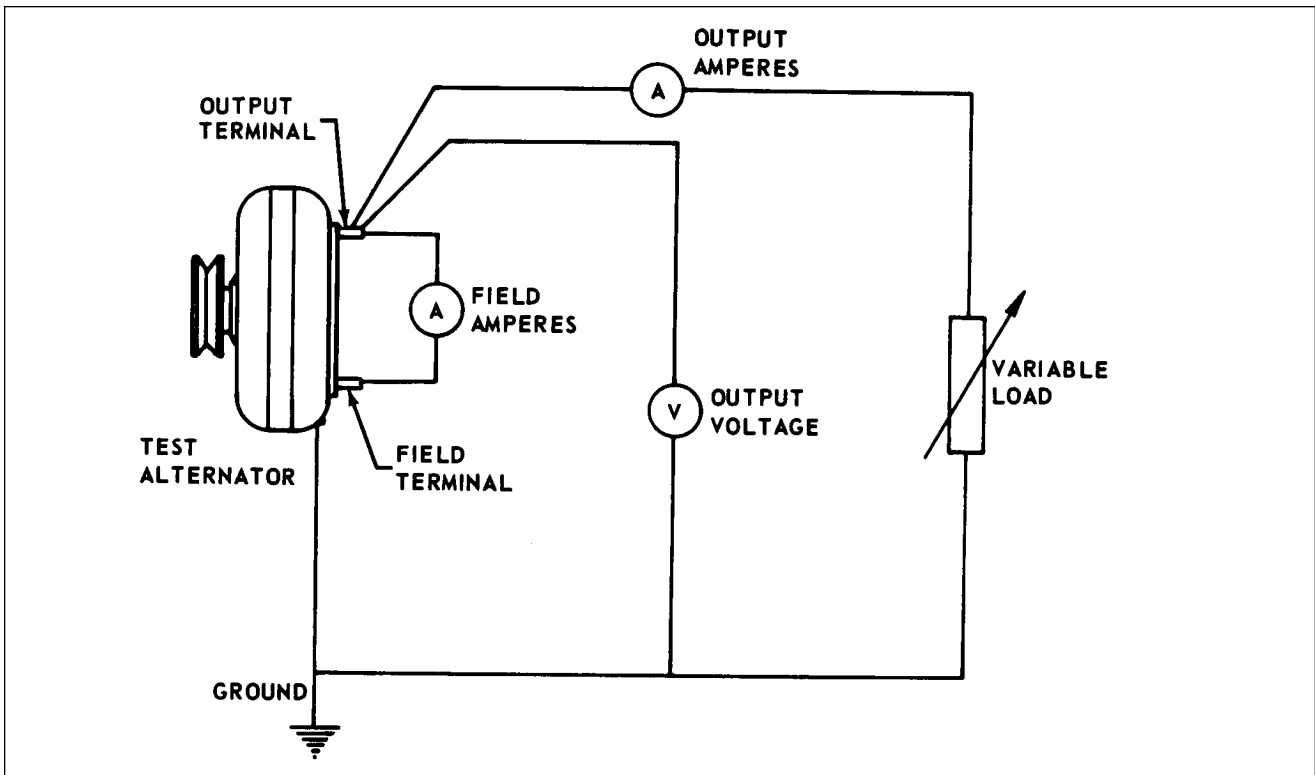 OUTPUT
AMPERES
A
OUTPUT
TERMINAL
A
FIELD
AMPERES
VARIABLE
LOAD
V
OUTPUT
VOLTAGE
TEST
ALTERNATOR
FIELD
TERMINAL
GROUND